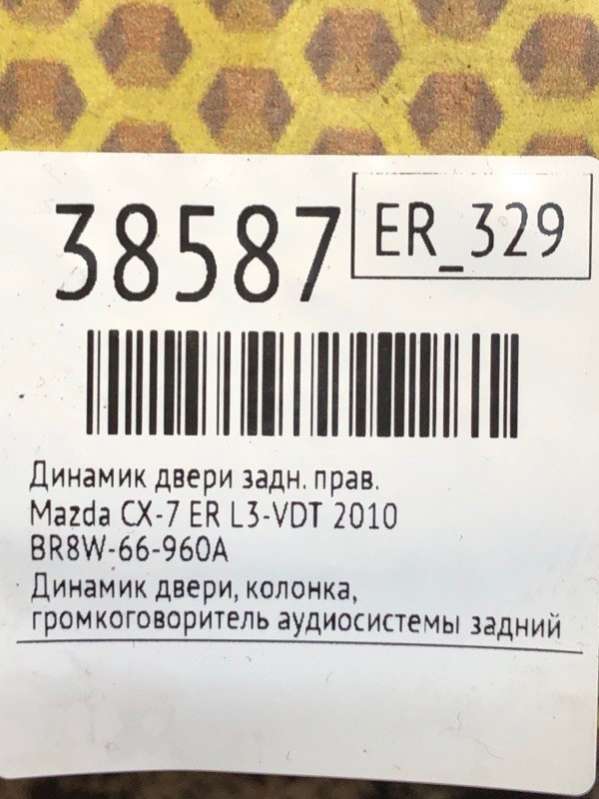 38587
ER_329
Динамик двери задн. прав.
Mazda CX-7 ER L3-VDT 2010
BR8W-66-960A
Динамик двери, колонка,
громкоговоритель аудиосистемы задний